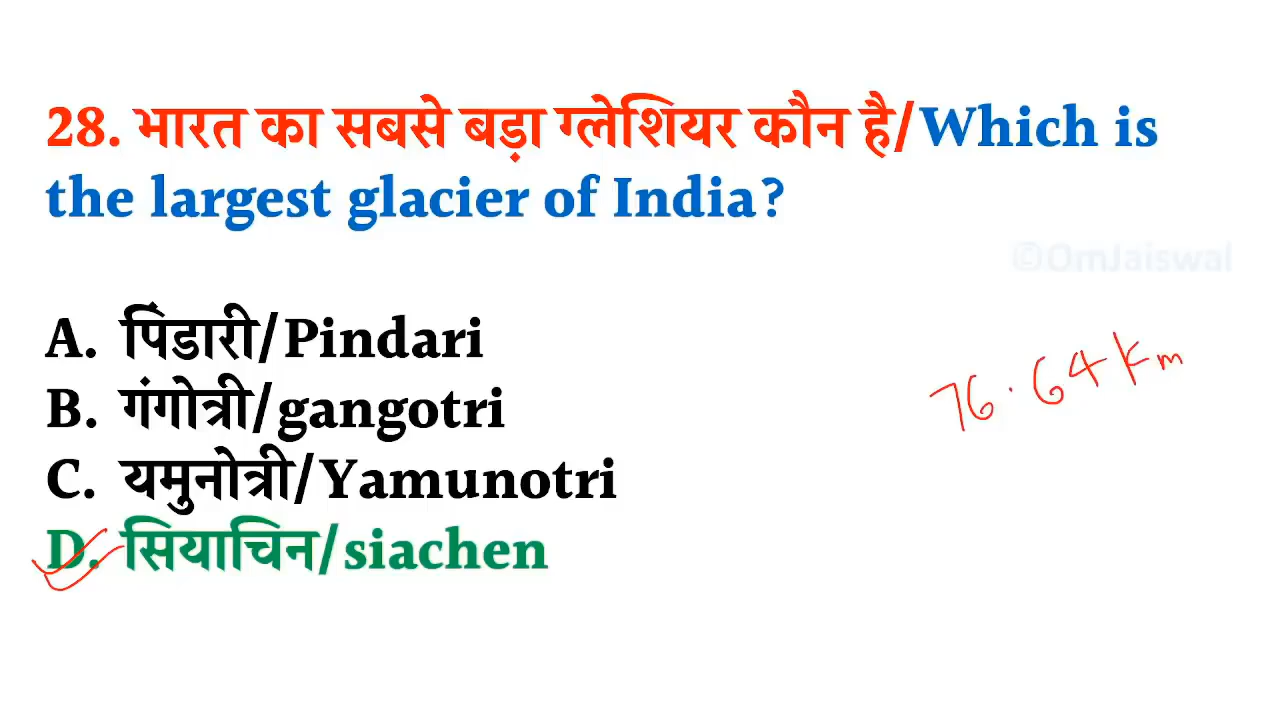 28. भारत का सबसे बड़ा ग्लेशियर कौन है/Which is
the largest glacier of India?
©OmJaiswal
A. पिंडारी/Pindari
B. गंगोत्री/gangotri
76.64 Km
C. यमुनोत्री/Yamunotri
D. सियाचिन/siachen